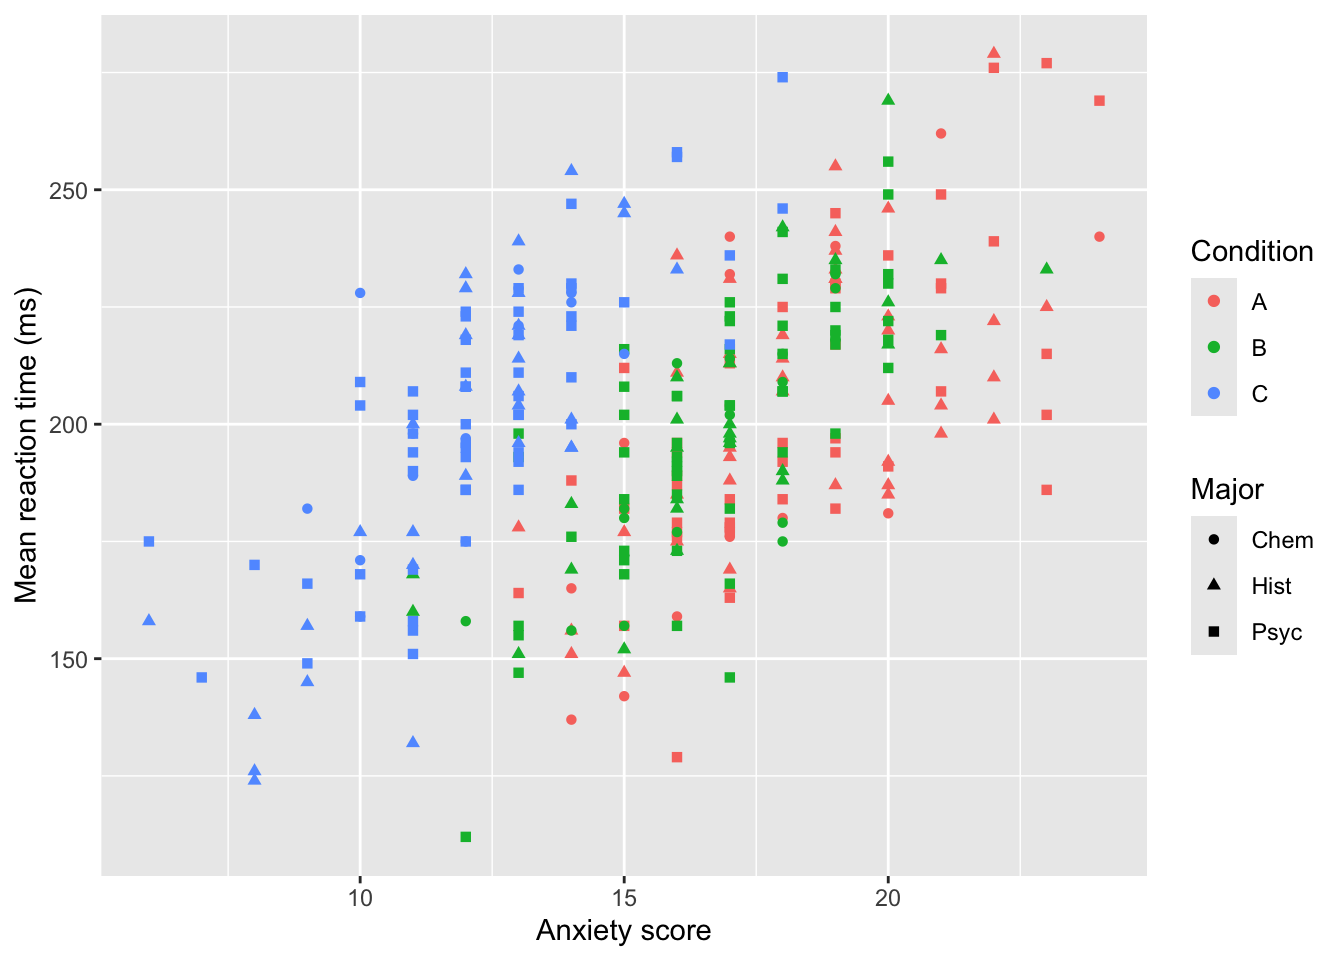 250
200
150
10 15 20
Anxiety score
Mean reaction time (ms)
Condition
A
B
C
Major
Chem
Hist
Psyc